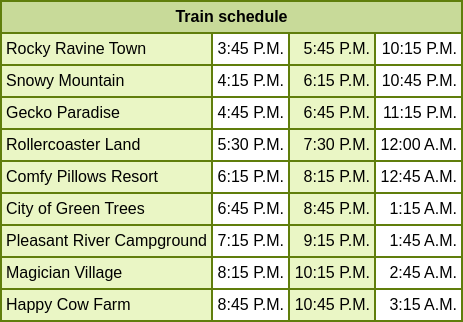 Train schedule
Rocky Ravine Town 3:45 P.M. 5:45 P.M. 10:15 P.M.
Snowy Mountain 4:15 P.M. 6:15 P.M. 10:45 P.M.
Gecko Paradise 4:45 P.M. 6:45 P.M. 11:15 P.M.
Rollercoaster Land 5:30 P.M. 7:30 P.M. 12:00 A.M.
Comfy Pillows Resort 6:15 P.M. 8:15 P.M. 12:45 A.M.
City of Green Trees 6:45 P.M. 8:45 P.M. 1:15 A.M.
Pleasant River Campground 7:15 P.M. 9:15 P.M. 1:45 A.M.
Magician Village 8:15 P.M. 10:15 P.M. 2:45 A.M.
Happy Cow Farm 8:45 P.M. 10:45 P.M. 3:15 A.M.